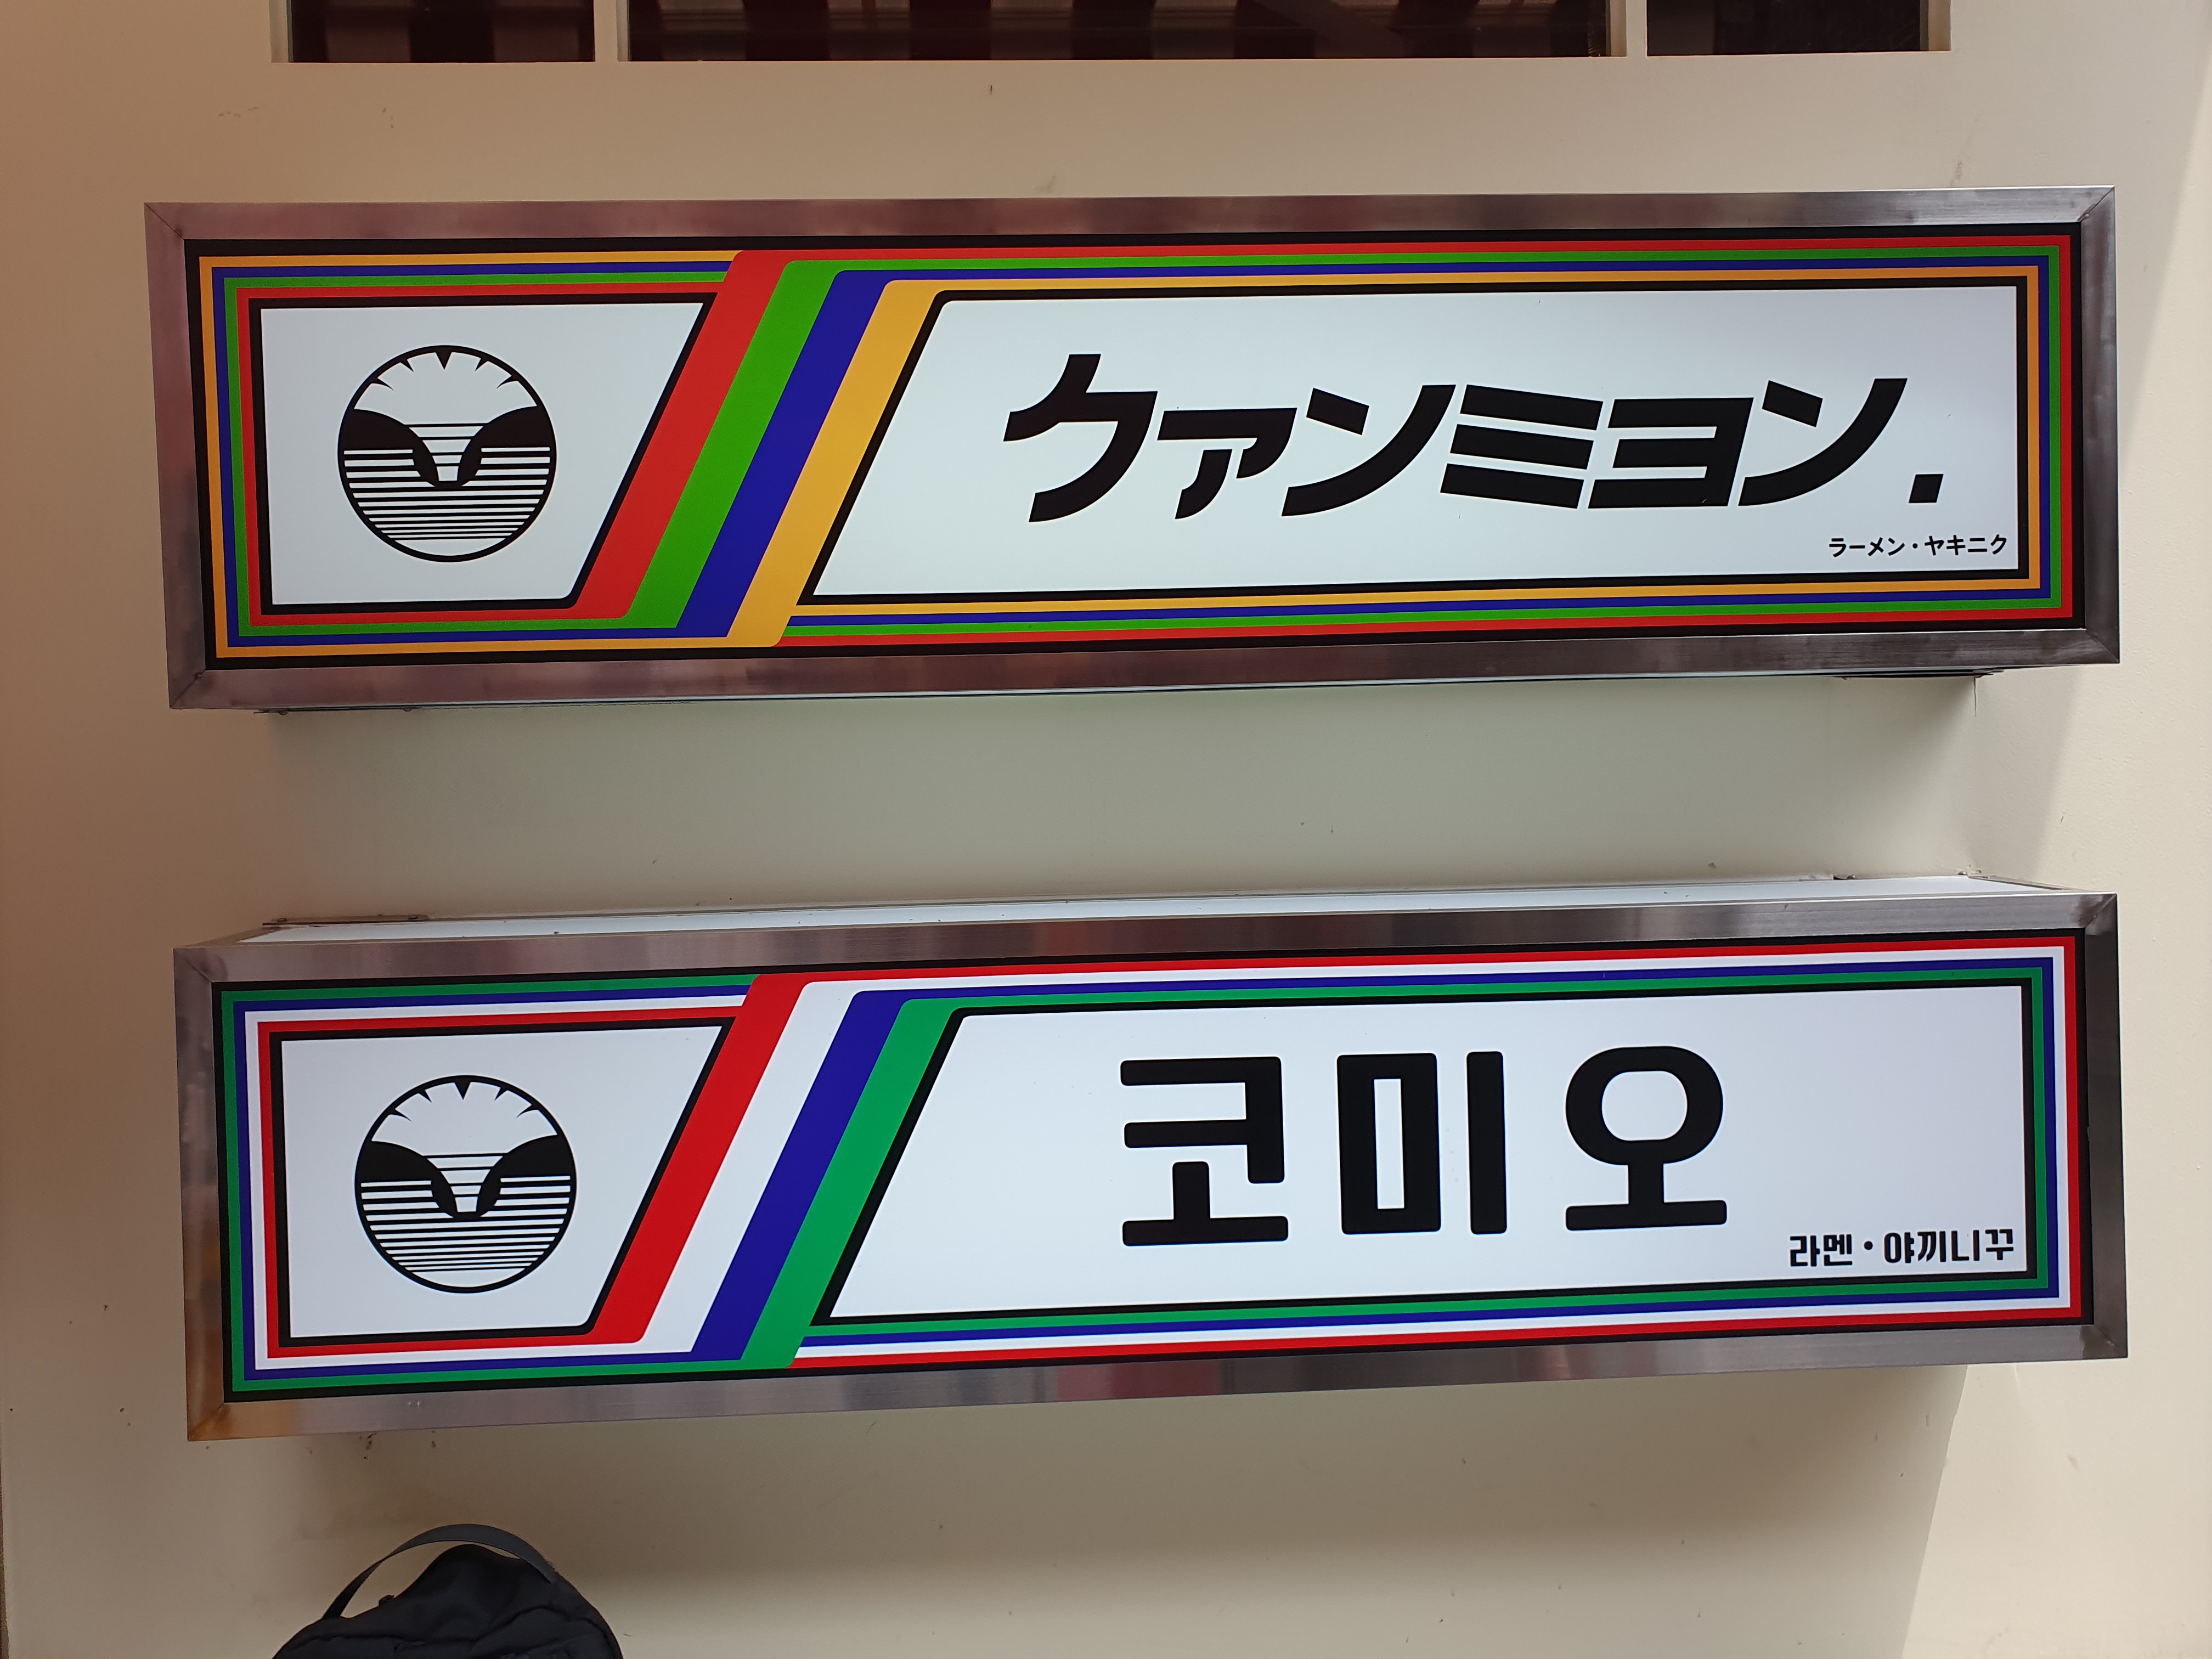 クァンミョン.
ラーメン・ヤキニク
코미오
라멘·야끼니꾸